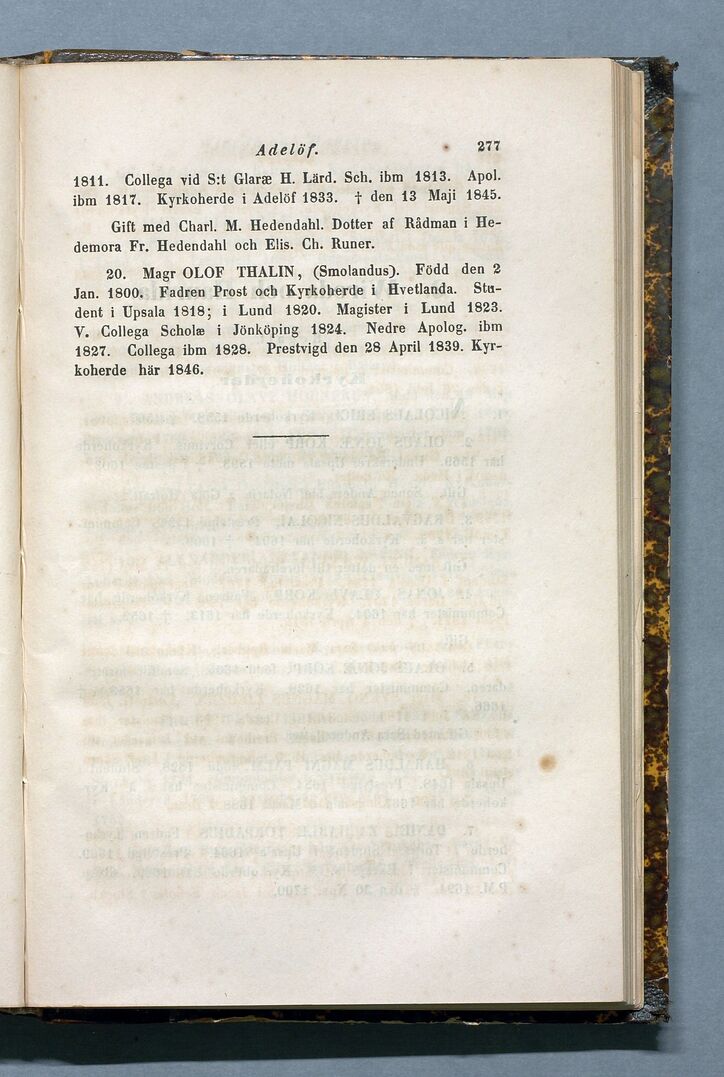 Adelöf. 277
1811. Collega vid S:t Glaræ H. Lärd. Sch. ibm 1813. Apol.
ibm 1817. Kyrkoherde i Adelöf 1833. † den 13 Maji 1845.
Gift med Charl. M. Hedendahl. Dotter af Rådman i He-
demora Fr. Hedendahl och Elis. Ch. Runer.
20. Magr OLOF THALIN, (Smolandus). Född den 2
Jan. 1800. Fadren Prost och Kyrkoherde i Hvetlanda. Stu-
dent i Upsala 1818; i Lund 1820. Magister i Lund 1823.
V. Collega Scholæ i Jönköping 1824. Nedre Apolog. ibm
1827. Collega ibm 1828. Prestvigd den 28 April 1839. Kyr-
koherde här 1846.